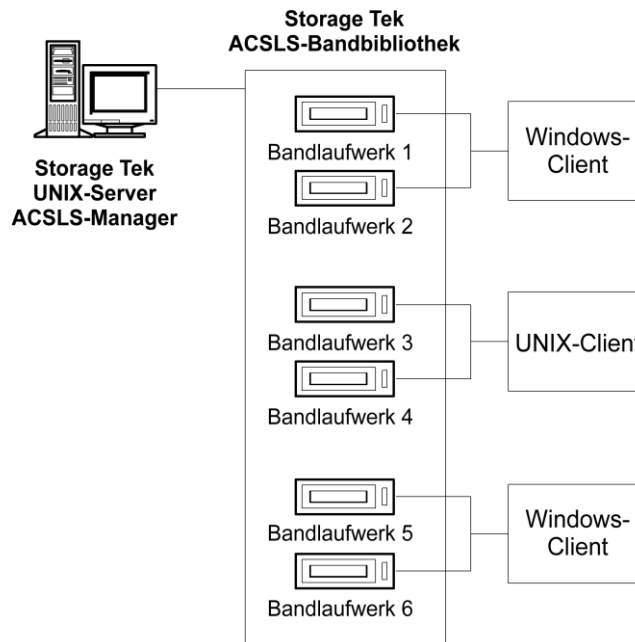 Storage Tek
ACSLS-Bandbibliothek
Storage Tek
UNIX-Server
ACSLS-Manager
Bandlaufwerk 1
Bandlaufwerk 2
Windows-
Client
Bandlaufwerk 3
Bandlaufwerk 4
UNIX-Client
Bandlaufwerk 5
Bandlaufwerk 6
Windows-
Client